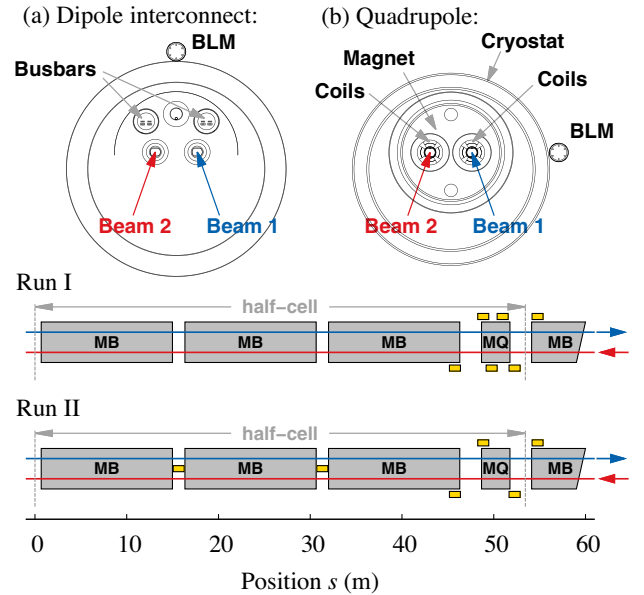 (a) Dipole interconnect:
(b) Quadrupole:
BLM
Cryostat
Busbars
Magnet
Coils
Coils
BLM
Beam 2
Beam 1
Beam 2
Beam 1
Run I
half−cell
MB
MB
MB
MQ
MB
Run II
half−cell
MB
MB
MB
MQ
MB
0 10 20 30 40 50 60
Position s (m)